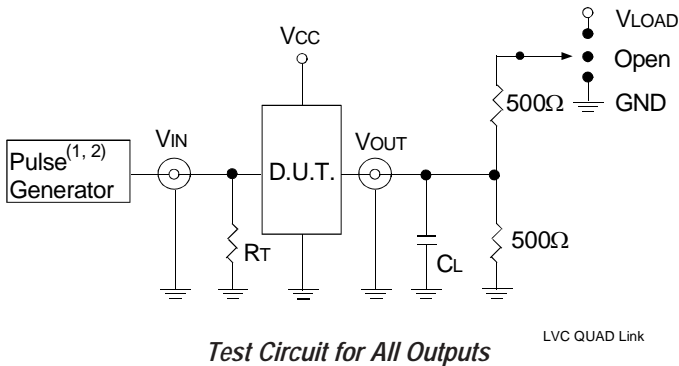 VLOAD
VCC
Open
500Ω
GND
VIN
VOUT
Pulse(1, 2)
Generator
D.U.T.
RT
CL
500Ω
LVC QUAD Link
Test Circuit for All Outputs